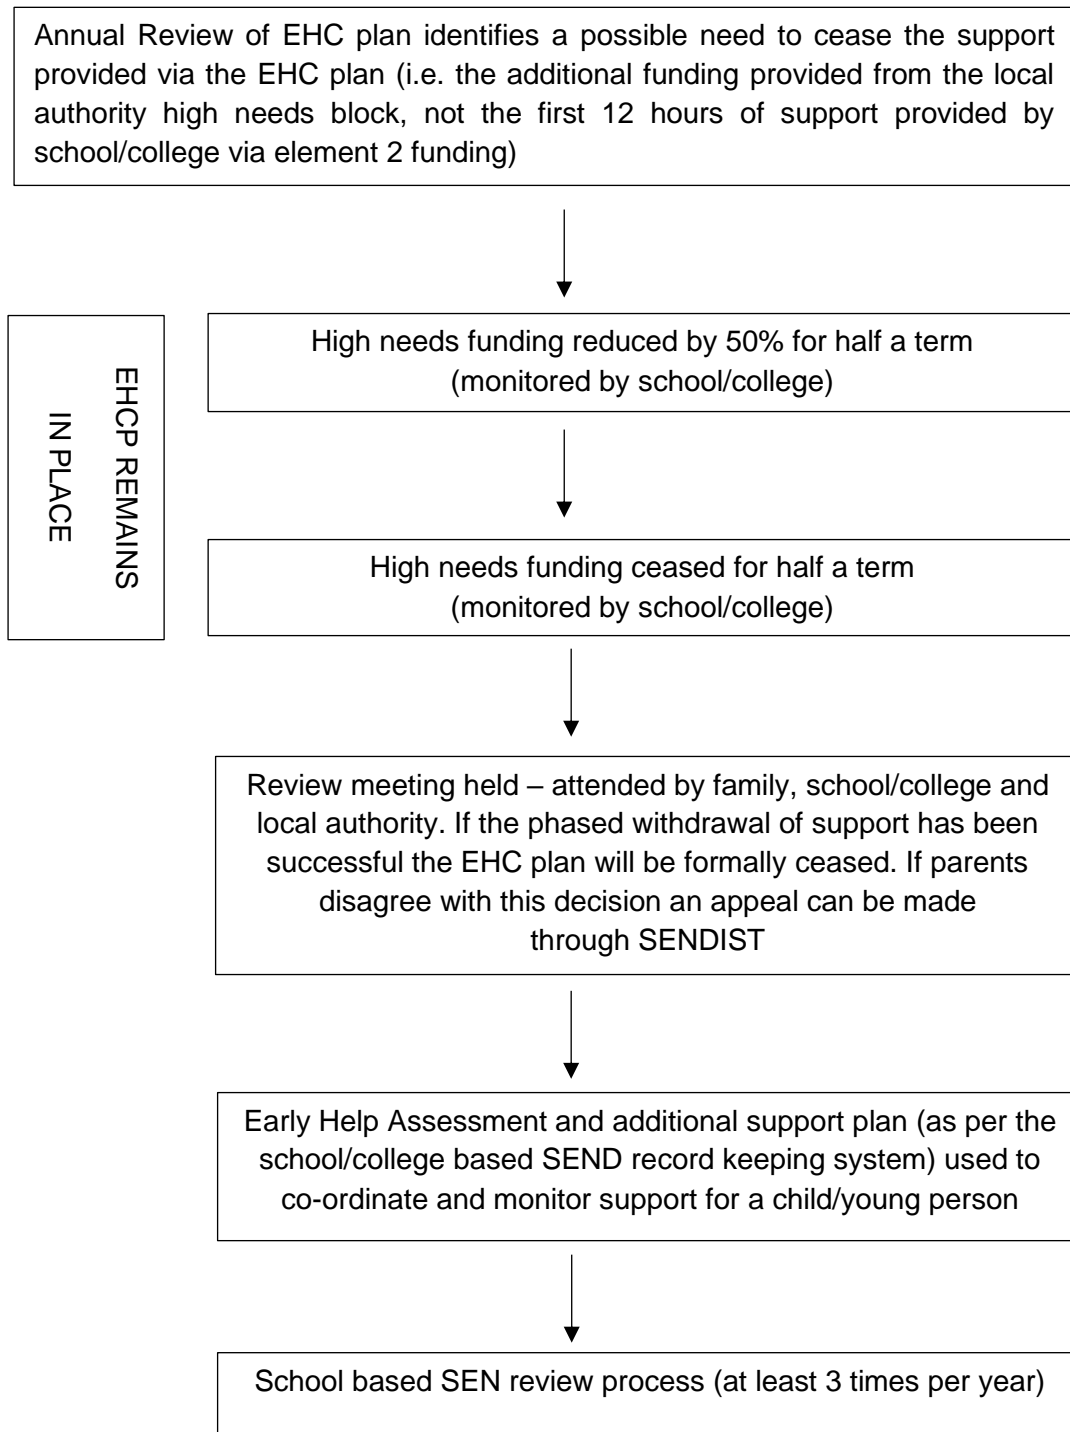 Annual Review of EHC plan identifies a possible need to cease the support
provided via the EHC plan (i.e. the additional funding provided from the local
authority high needs block, not the first 12 hours of support provided by
school/college via element 2 funding)
EHCP REMAINS
IN PLACE
High needs funding reduced by 50% for half a term
(monitored by school/college)
High needs funding ceased for half a term
(monitored by school/college)
Review meeting held – attended by family, school/college and
local authority. If the phased withdrawal of support has been
successful the EHC plan will be formally ceased. If parents
disagree with this decision an appeal can be made
through SENDIST
Early Help Assessment and additional support plan (as per the
school/college based SEND record keeping system) used to
co-ordinate and monitor support for a child/young person
School based SEN review process (at least 3 times per year)